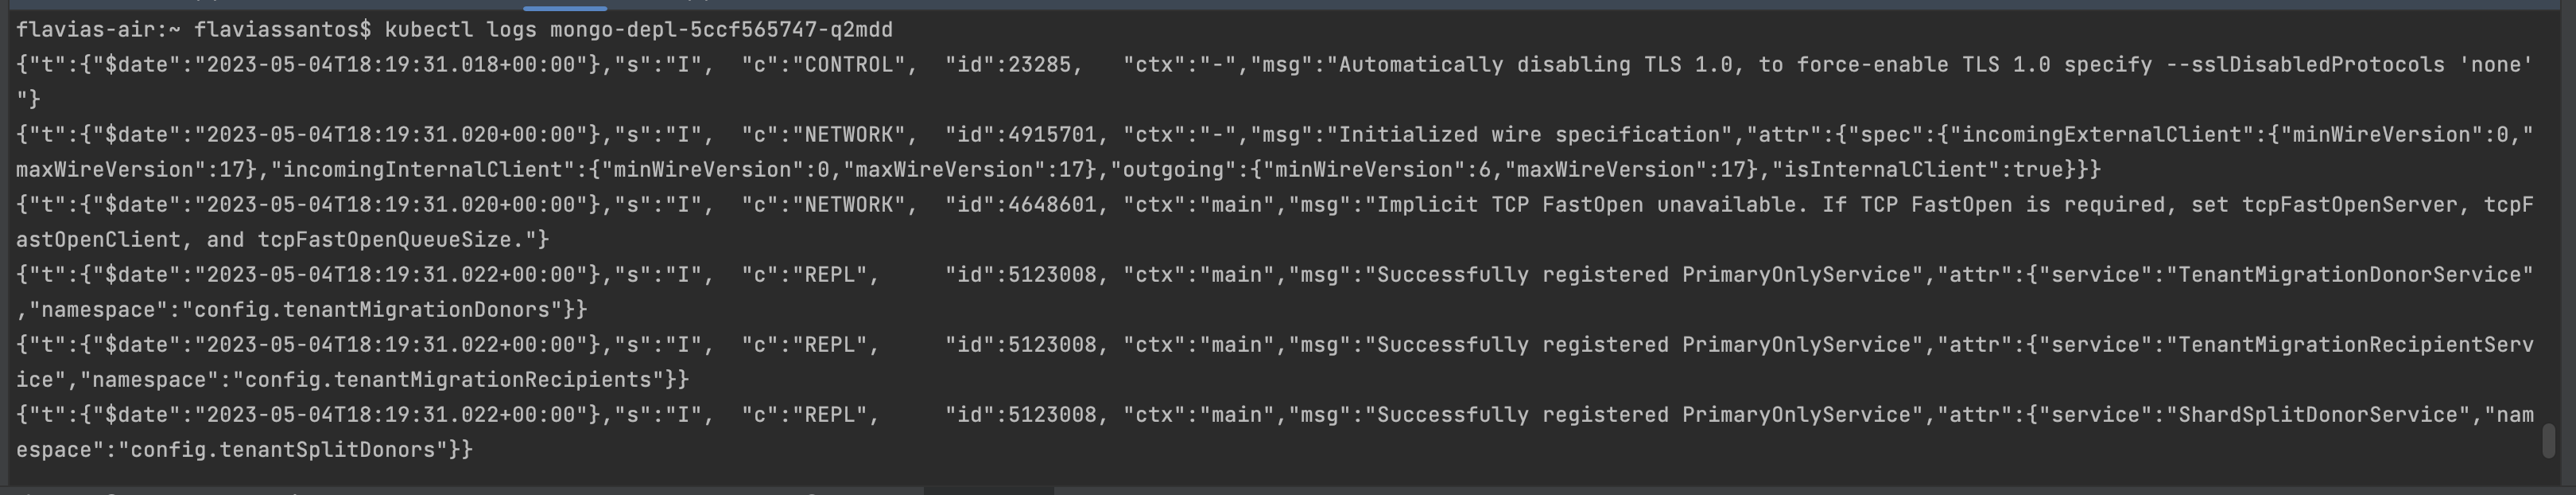 flavias-air:~ flaviassantos$ kubectl logs mongo-depl-5ccf565747-q2mdd
{"t":{"$date":"2023-05-04T18:19:31.018+00:00"},"s":"I",  "c":"CONTROL",  "id":23285,   "ctx":"-","msg":"Automatically disabling TLS 1.0, to force-enable TLS 1.0 specify --sslDisabledProtocols 'none'
"}
{"t":{"$date":"2023-05-04T18:19:31.020+00:00"},"s":"I",  "c":"NETWORK",  "id":4915701, "ctx":"-","msg":"Initialized wire specification","attr":{"spec":{"incomingExternalClient":{"minWireVersion":0,"
maxWireVersion":17},"incomingInternalClient":{"minWireVersion":0,"maxWireVersion":17},"outgoing":{"minWireVersion":6,"maxWireVersion":17},"isInternalClient":true}}}
{"t":{"$date":"2023-05-04T18:19:31.020+00:00"},"s":"I",  "c":"NETWORK",  "id":4648601, "ctx":"main","msg":"Implicit TCP FastOpen unavailable. If TCP FastOpen is required, set tcpFastOpenServer, tcpF
astOpenClient, and tcpFastOpenQueueSize."}
{"t":{"$date":"2023-05-04T18:19:31.022+00:00"},"s":"I",  "c":"REPL",     "id":5123008, "ctx":"main","msg":"Successfully registered PrimaryOnlyService","attr":{"service":"TenantMigrationDonorService"
,"namespace":"config.tenantMigrationDonors"}}
{"t":{"$date":"2023-05-04T18:19:31.022+00:00"},"s":"I",  "c":"REPL",     "id":5123008, "ctx":"main","msg":"Successfully registered PrimaryOnlyService","attr":{"service":"TenantMigrationRecipientServ
ice","namespace":"config.tenantMigrationRecipients"}}
{"t":{"$date":"2023-05-04T18:19:31.022+00:00"},"s":"I",  "c":"REPL",     "id":5123008, "ctx":"main","msg":"Successfully registered PrimaryOnlyService","attr":{"service":"ShardSplitDonorService","nam
espace":"config.tenantSplitDonors"}}